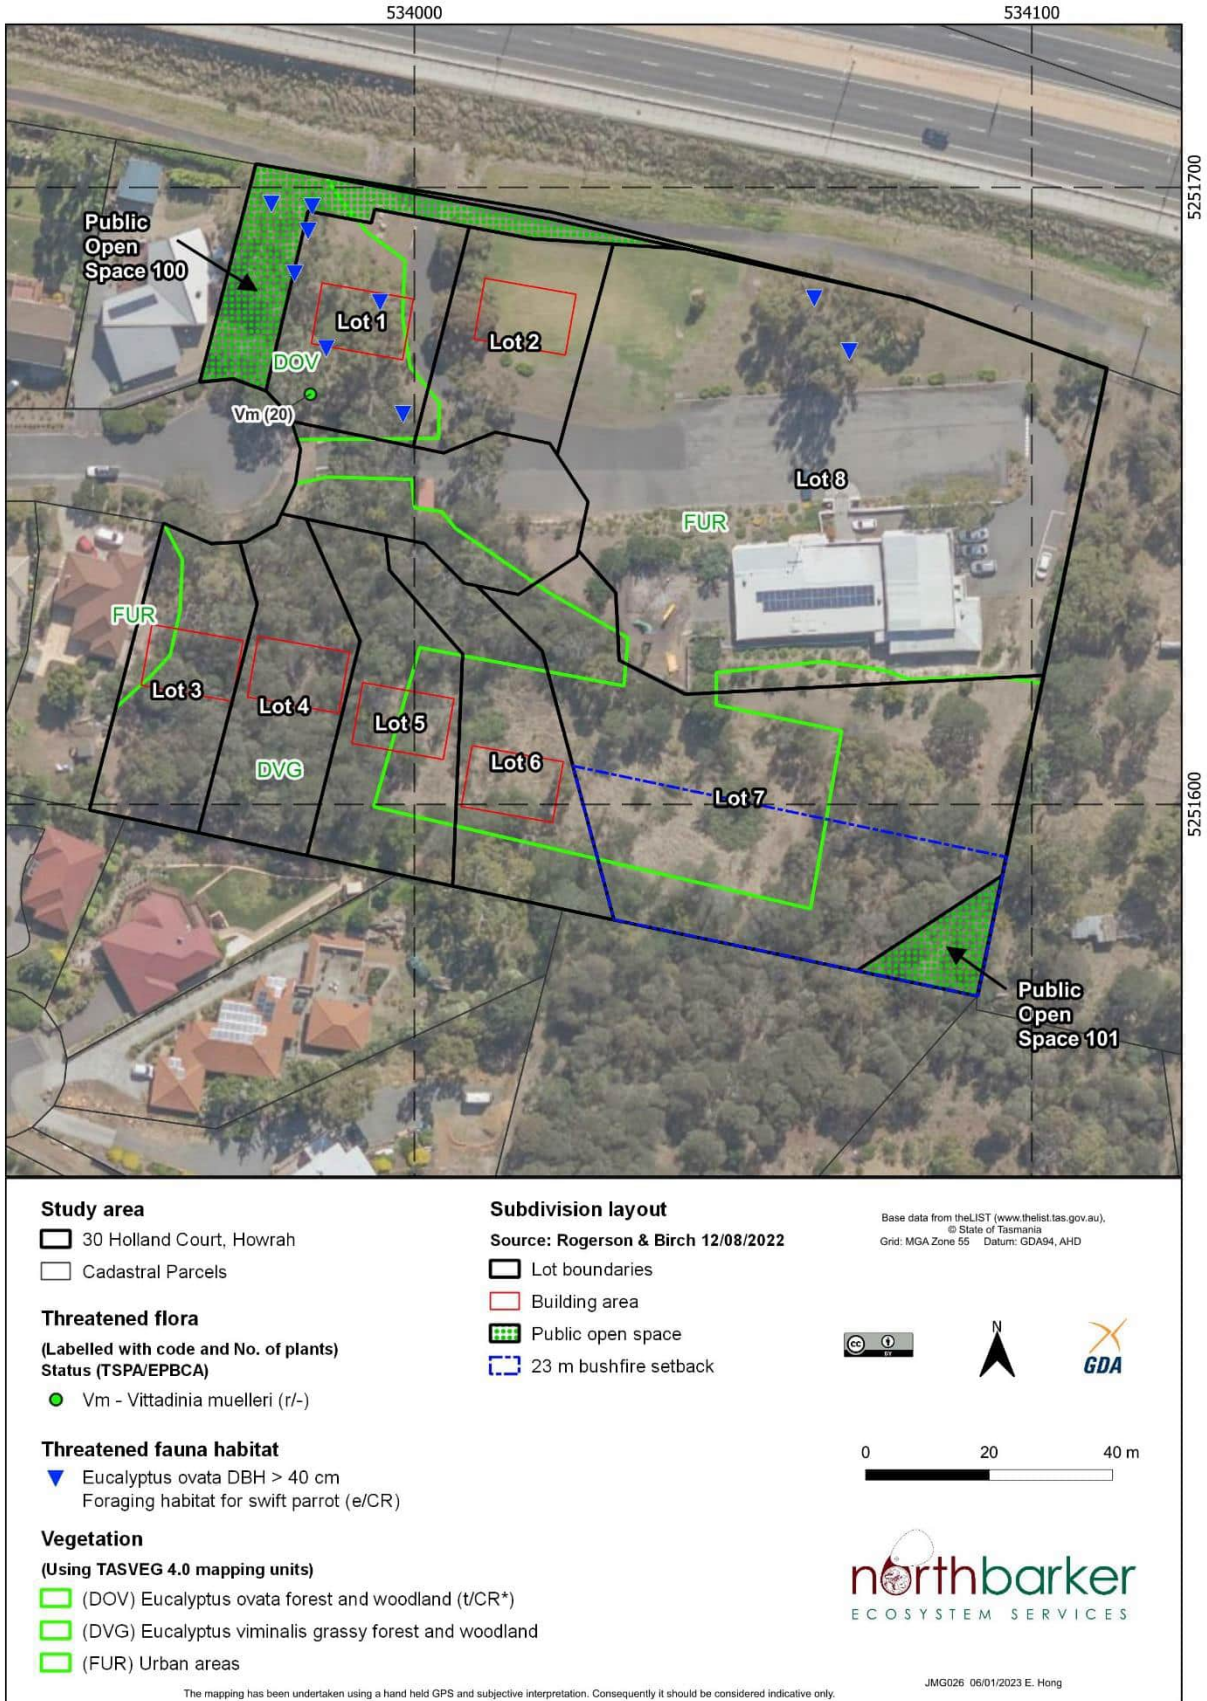 534000
534100
5251700
Public
Open
Space 100
Lot 1
Lot 2
DOV
Vm (20)
Lot 8
FUR
FUR
Lot 3
Lot 4
Lot 5
Lot 6
DVG
Lot 7
5251600
Public
Open
Space 101
Study area
30 Holland Court, Howrah
Cadastral Parcels
Threatened flora
(Labelled with code and No. of plants)
Status (TSPA/EPBCA)
Vm - Vittadinia muelleri (r/-)
Threatened fauna habitat
Eucalyptus ovata DBH > 40 cm
Foraging habitat for swift parrot (e/CR)
Vegetation
(Using TASVEG 4.0 mapping units)
(DOV) Eucalyptus ovata forest and woodland (t/CR*)
(DVG) Eucalyptus viminalis grassy forest and woodland
(FUR) Urban areas
Subdivision layout
Source: Rogerson & Birch 12/08/2022
Lot boundaries
Building area
Public open space
23 m bushfire setback
Base data from theLIST (www.thelist.tas.gov.au),
© State of Tasmania
Grid: MGA Zone 55 Datum: GDA94, AHD
cc BY
N
GDA
0 20 40 m
northbarker
ECOSYSTEM SERVICES
JMG026 06/01/2023 E. Hong
The mapping has been undertaken using a hand held GPS and subjective interpretation. Consequently it should be considered indicative only.